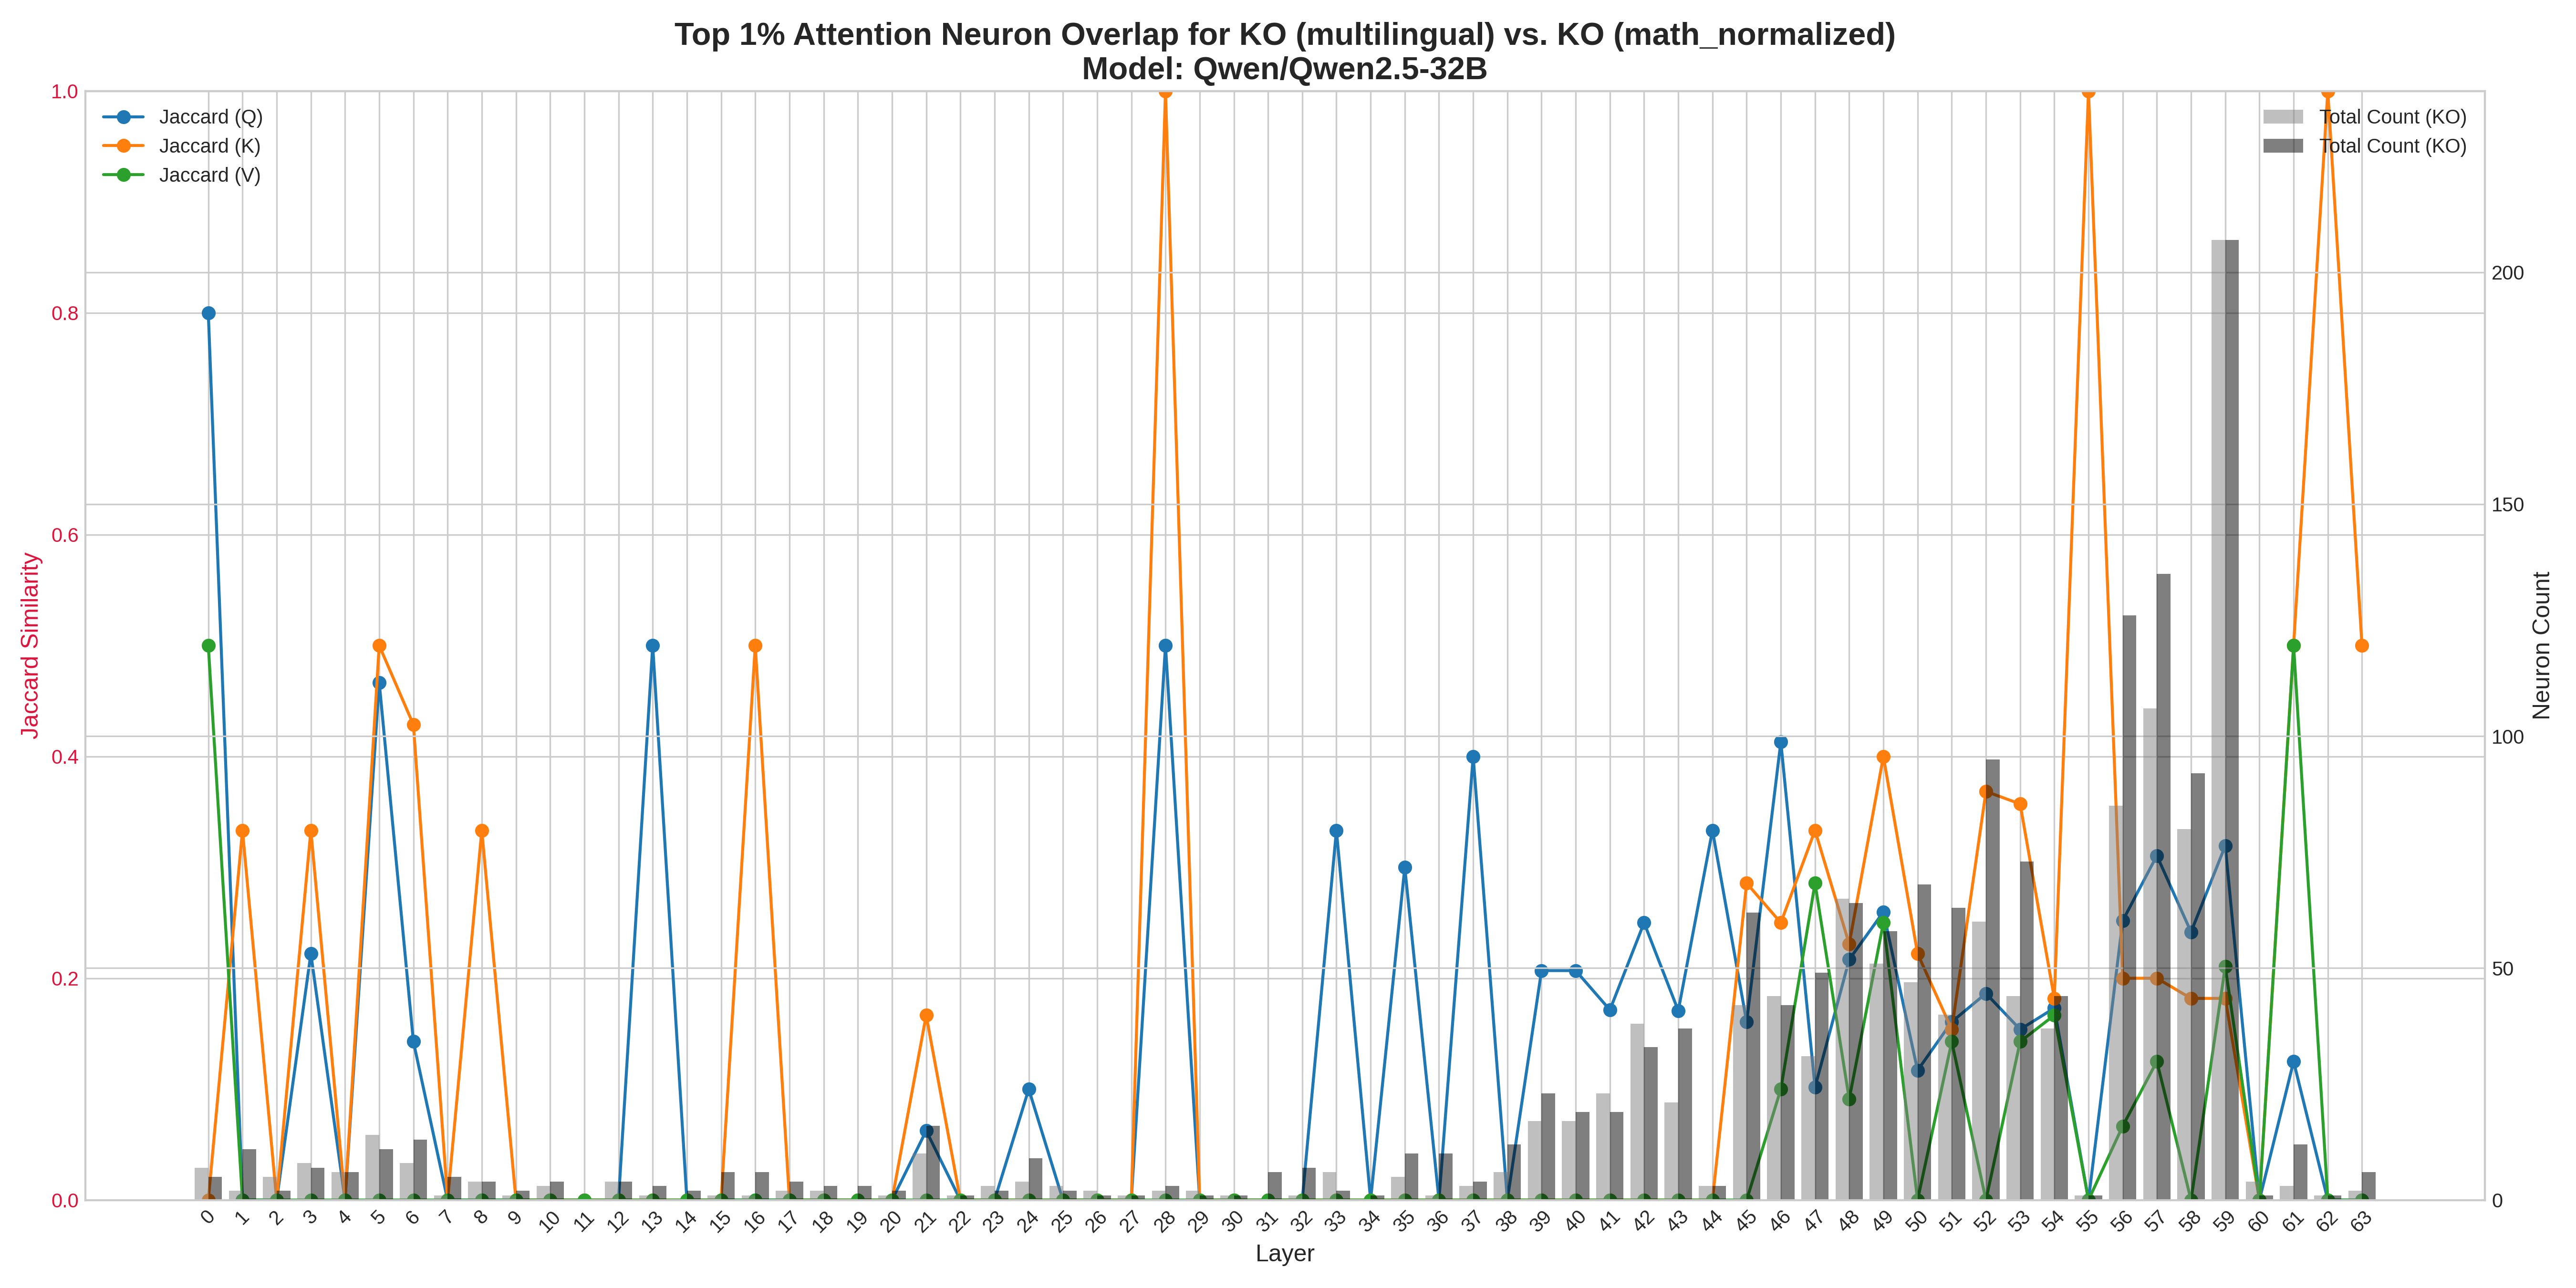 Top 1% Attention Neuron Overlap for KO (multilingual) vs. KO (math_normalized)
Model: Qwen/Qwen2.5-32B
Jaccard (Q)
Jaccard (K)
Jaccard (V)
Total Count (KO)
Total Count (KO)
Jaccard Similarity
1.0
0.8
0.6
0.4
0.2
0.0
Neuron Count
200
150
100
50
0
0 1 2 3 4 5 6 7 8 9 10 11 12 13 14 15 16 17 18 19 20 21 22 23 24 25 26 27 28 29 30 31 32 33 34 35 36 37 38 39 40 41 42 43 44 45 46 47 48 49 50 51 52 53 54 55 56 57 58 59 60 61 62 63
Layer